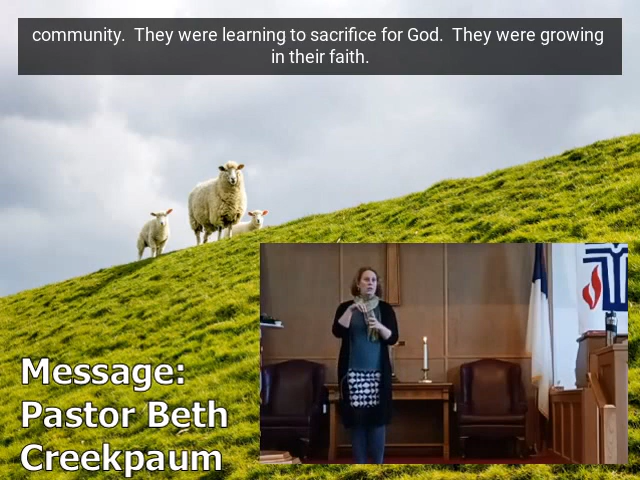 community.  They were learning to sacrifice for God.  They were growing
in their faith.
Message:
Pastor Beth
Creekpaum